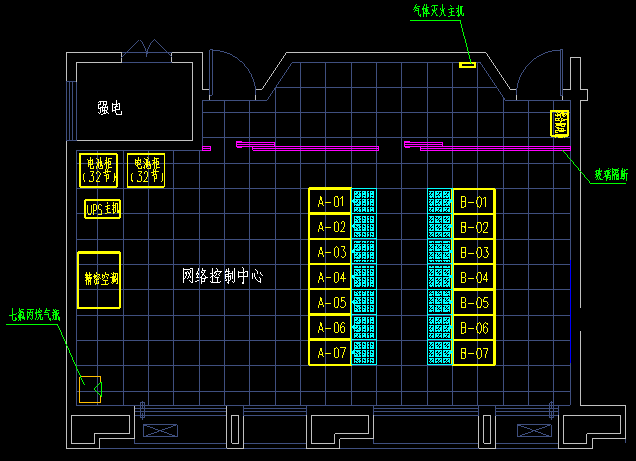 气体灭火主机
强电
玻璃隔断
电池柜
(32节)
电池柜
(32节)
UPS主机
精密空调
网络控制中心
七氟丙烷气瓶
A-01
A-02
A-03
A-04
A-05
A-06
A-07
B-01
B-02
B-03
B-04
B-05
B-06
B-07